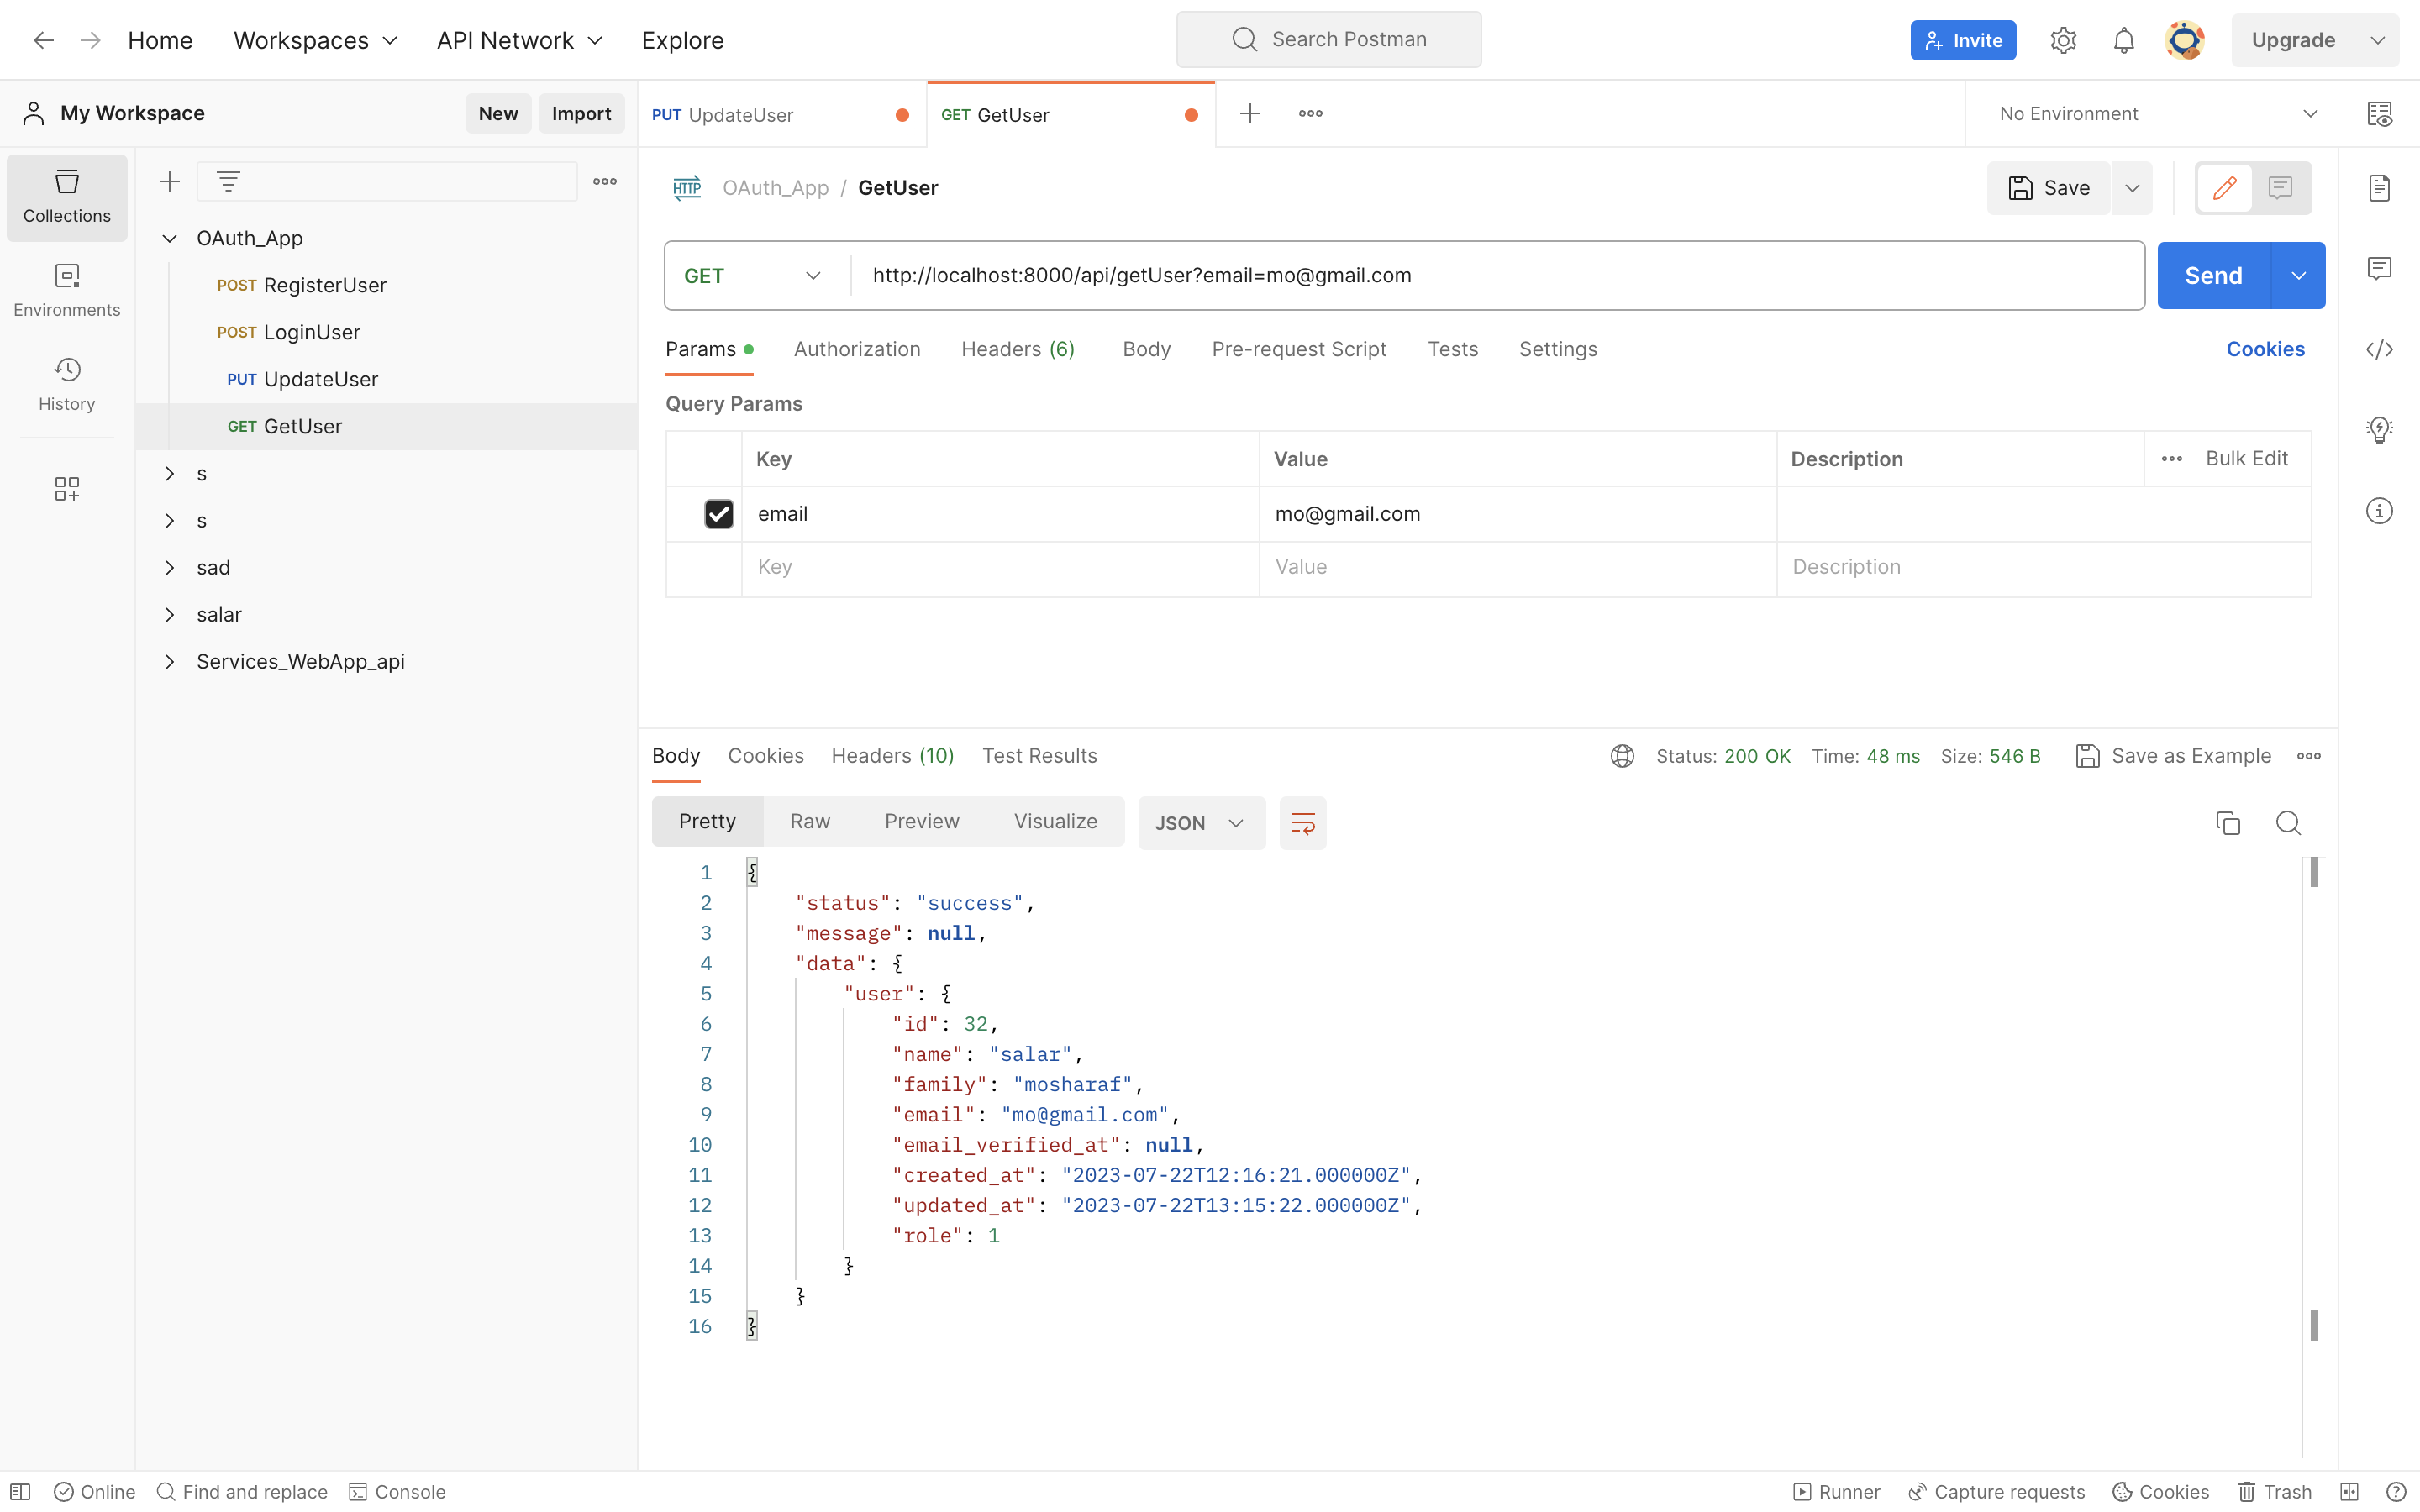 Home Workspaces API Network Explore Search Postman Invite Upgrade
My Workspace New Import PUT UpdateUser GET GetUser No Environment
Collections
Environments
History
OAuth_App
POST RegisterUser
POST LoginUser
PUT UpdateUser
GET GetUser
s
s
sad
salar
Services_WebApp_api
HTTP OAuth_App / GetUser Save
GET http://localhost:8000/api/getUser?email=mo@gmail.com Send
Params Authorization Headers (6) Body Pre-request Script Tests Settings Cookies
Query Params
Key Value Description Bulk Edit
email mo@gmail.com
Key Value Description
Body Cookies Headers (10) Test Results Status: 200 OK Time: 48 ms Size: 546 B Save as Example
Pretty Raw Preview Visualize JSON
1 {
2 "status": "success",
3 "message": null,
4 "data": {
5 "user": {
6 "id": 32,
7 "name": "salar",
8 "family": "mosharaf",
9 "email": "mo@gmail.com",
10 "email_verified_at": null,
11 "created_at": "2023-07-22T12:16:21.000000Z",
12 "updated_at": "2023-07-22T13:15:22.000000Z",
13 "role": 1
14 }
15 }
16 }
Online Find and replace Console Runner Capture requests Cookies Trash